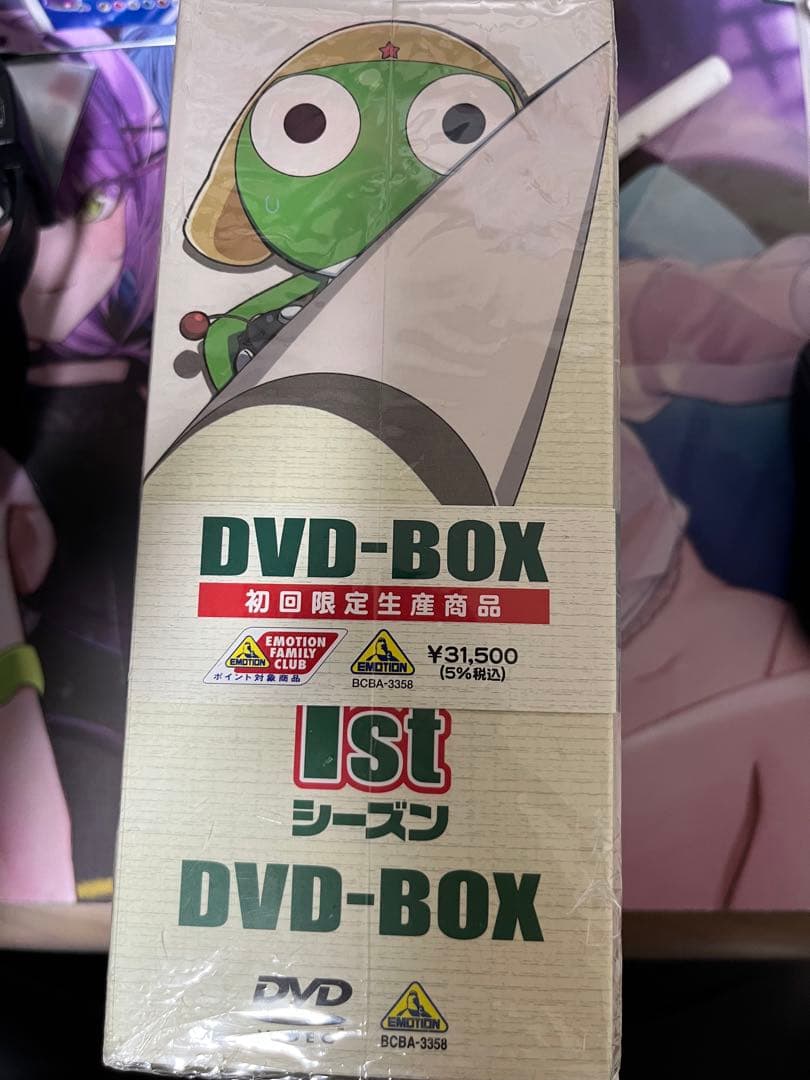 DVD-BOX
初回限定生産商品
EMOTION
EMOTION
FAMILY
CLUB
ポイント対象商品
EMOTION
BCBA-3358
¥31,500
(5%税込)
1st
シーズン
DVD-BOX
DVD
VIDEO
EMOTION
BCBA-3358